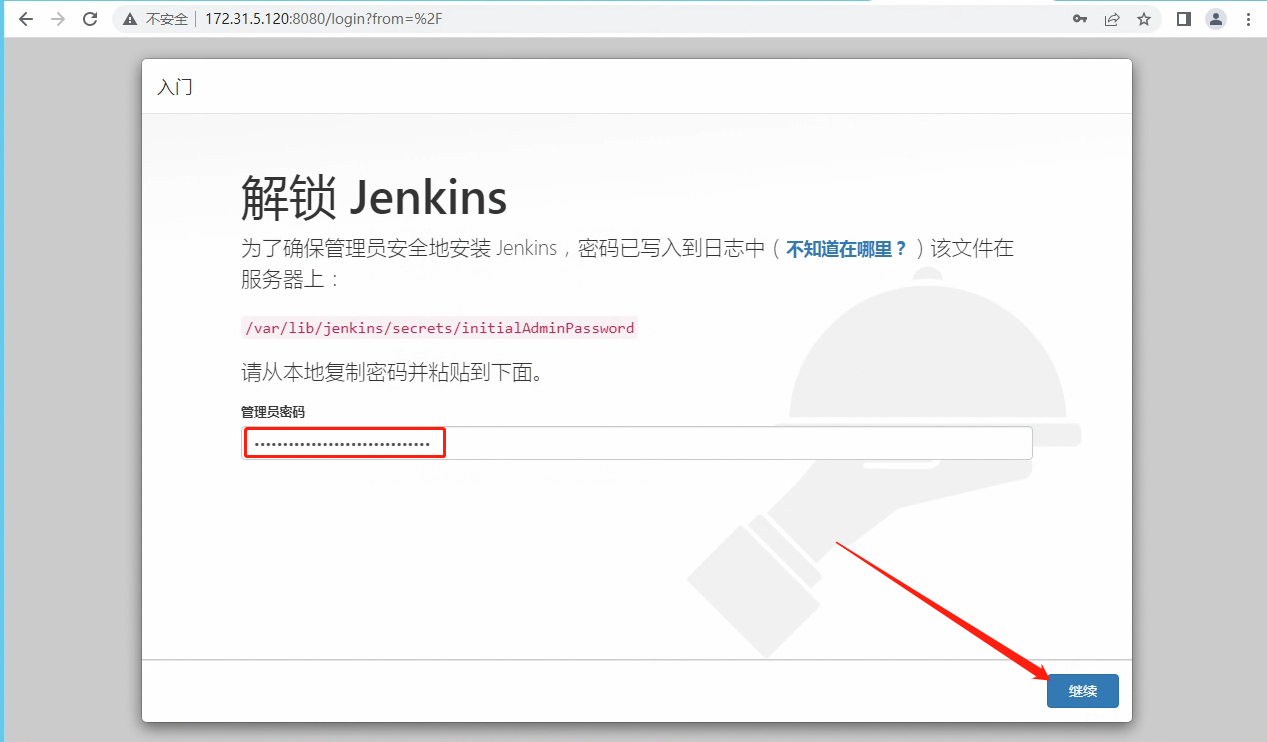 不安全 172.31.5.120:8080/login?from=%2F
入门
解锁 Jenkins
为了确保管理员安全地安装 Jenkins，密码已写入到日志中（不知道在哪里？）该文件在
服务器上：
/var/lib/jenkins/secrets/initialAdminPassword
请从本地复制密码并粘贴到下面。
管理员密码
继续